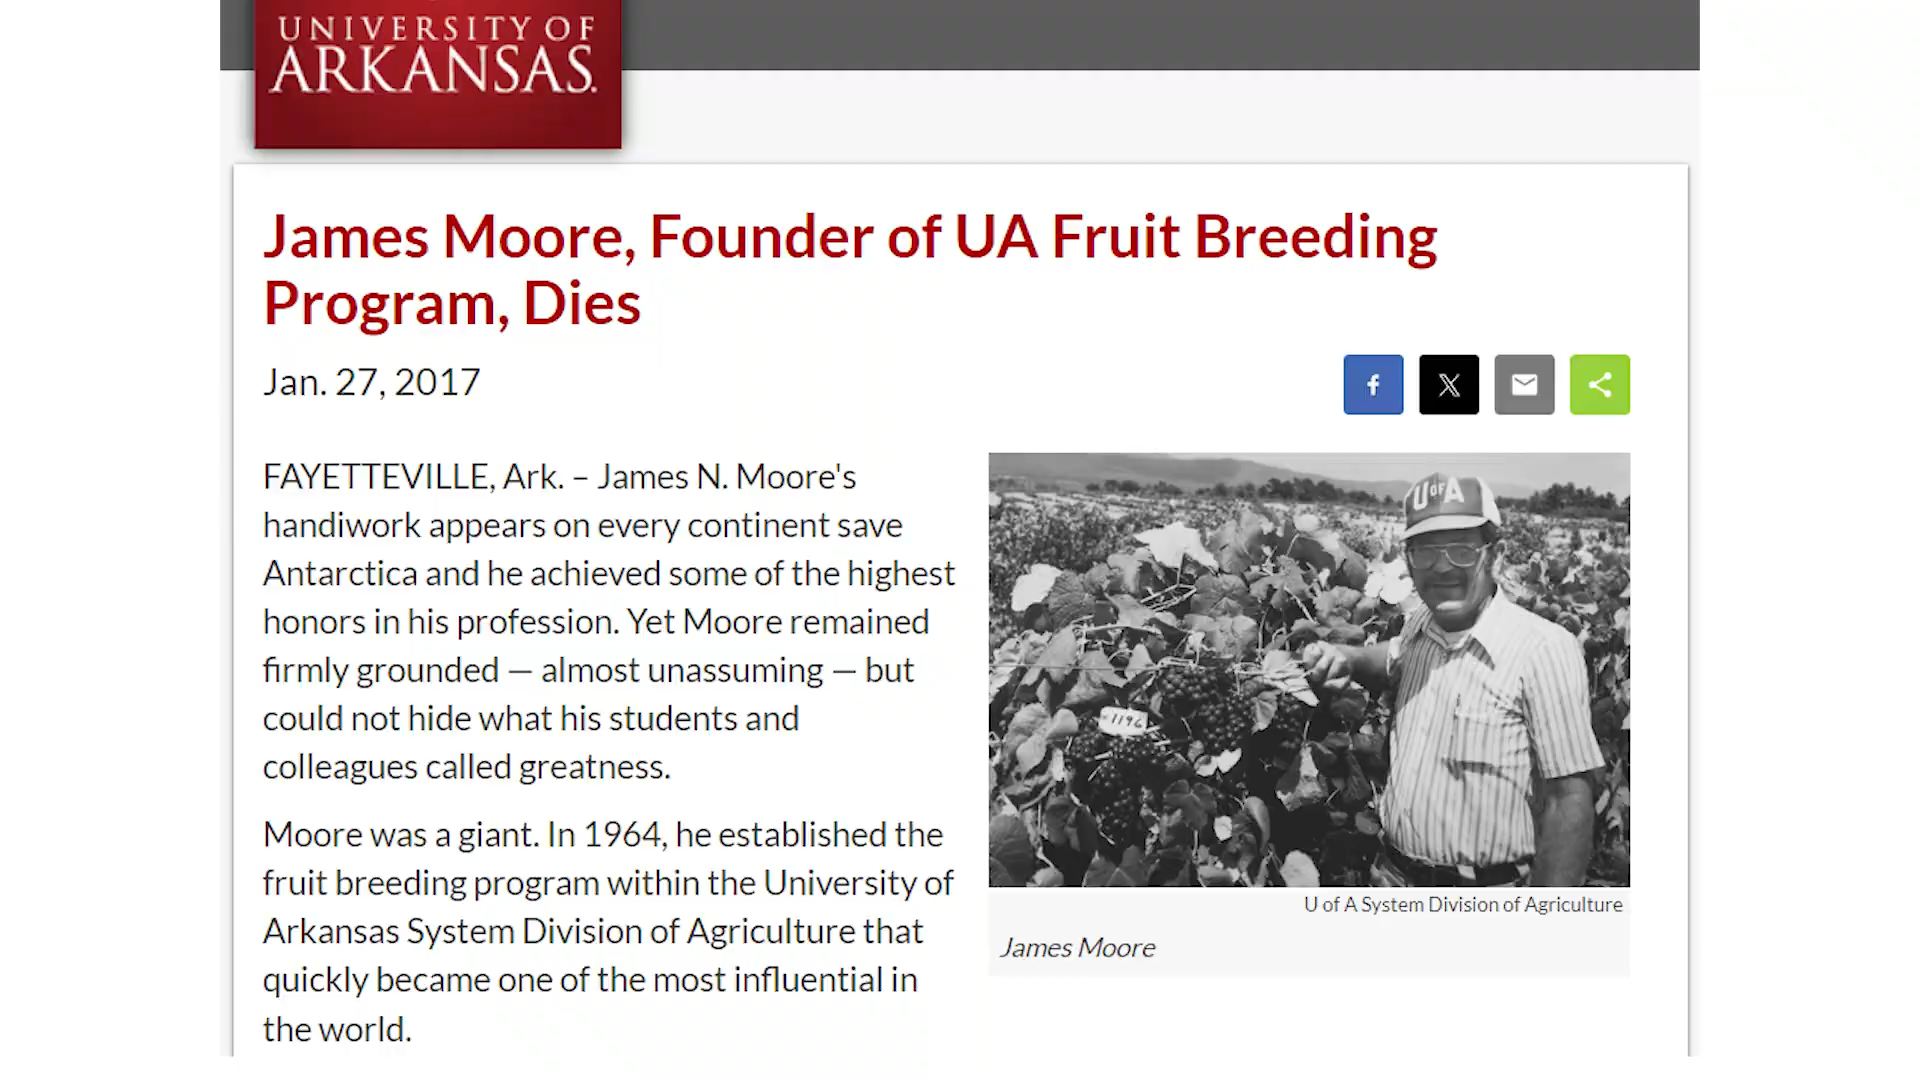 UNIVERSITY OF
ARKANSAS.
James Moore, Founder of UA Fruit Breeding
Program, Dies
Jan. 27, 2017
FAYETTEVILLE, Ark. – James N. Moore's
handiwork appears on every continent save
Antarctica and he achieved some of the highest
honors in his profession. Yet Moore remained
firmly grounded — almost unassuming — but
could not hide what his students and
colleagues called greatness.
Moore was a giant. In 1964, he established the
fruit breeding program within the University of
Arkansas System Division of Agriculture that
quickly became one of the most influential in
the world.
U OF A
1196
U of A System Division of Agriculture
James Moore